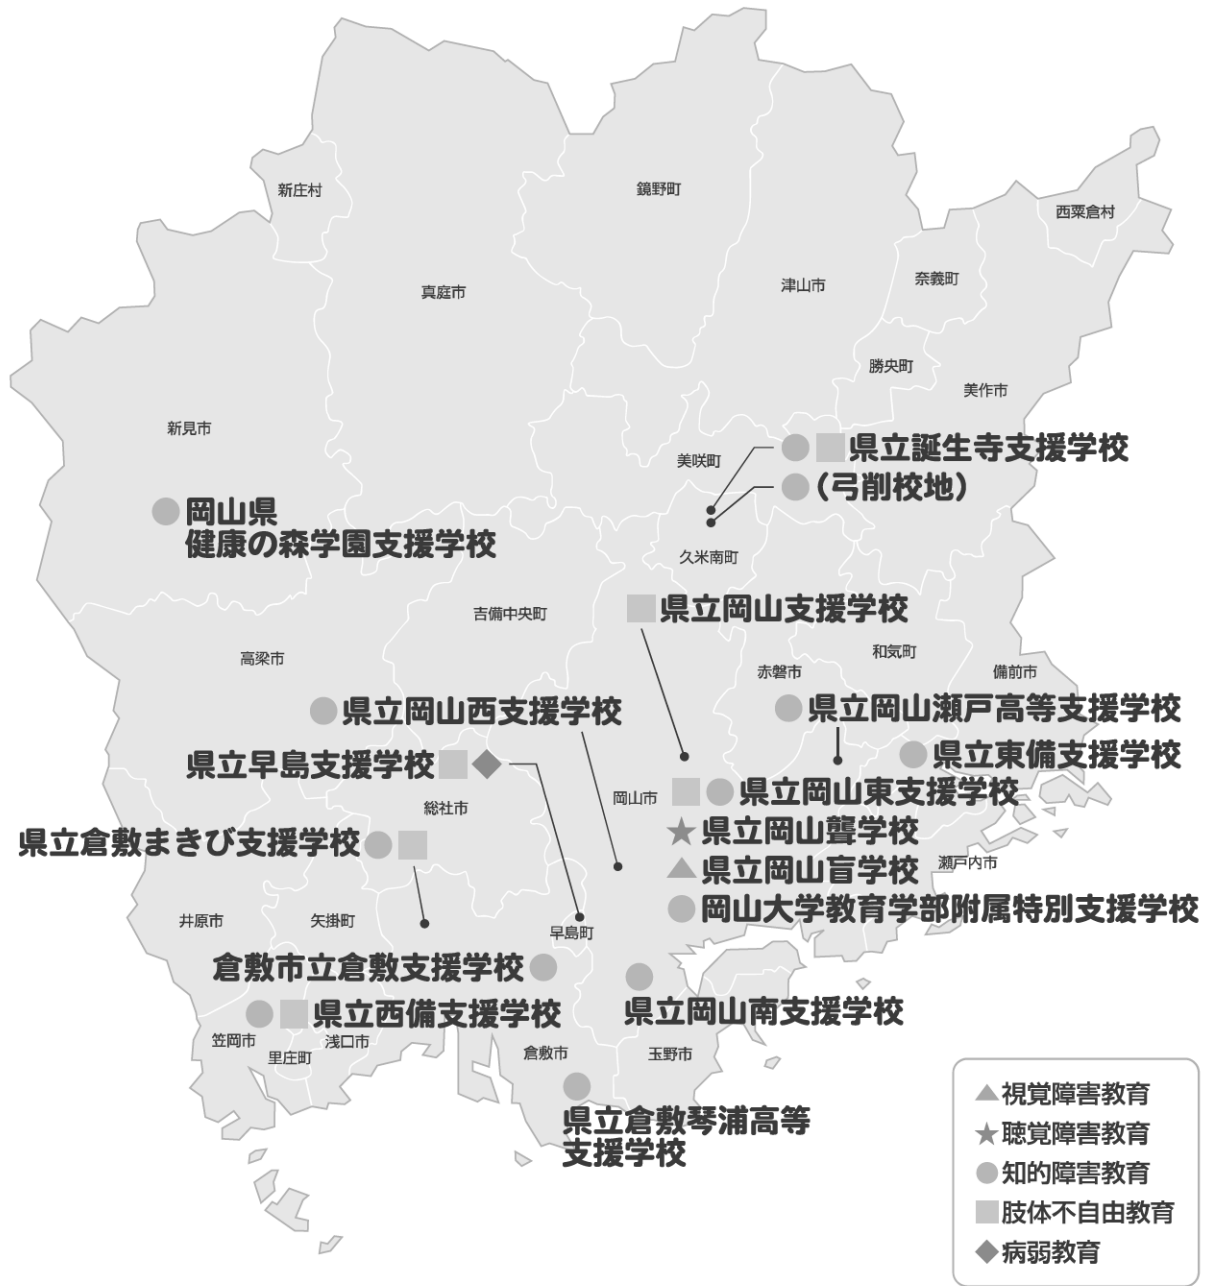 新庄村
鏡野町
西粟倉村
奈義町
津山市
真庭市
勝央町
美作市
新見市
美咲町
県立誕生寺支援学校
(弓削校地)
岡山県
健康の森学園支援学校
久米南町
県立岡山支援学校
吉備中央町
和気町
高梁市
赤磐市
備前市
県立岡山西支援学校
県立岡山瀬戸高等支援学校
県立東備支援学校
県立早島支援学校
岡山市
県立岡山東支援学校
総社市
県立岡山聾学校
県立倉敷まきび支援学校
県立岡山盲学校
瀬戸内市
岡山大学教育学部附属特別支援学校
井原市
矢掛町
早島町
倉敷市立倉敷支援学校
県立岡山南支援学校
県立西備支援学校
笠岡市
里庄町
浅口市
倉敷市
玉野市
県立倉敷琴浦高等
支援学校
視覚障害教育
聴覚障害教育
知的障害教育
肢体不自由教育
病弱教育